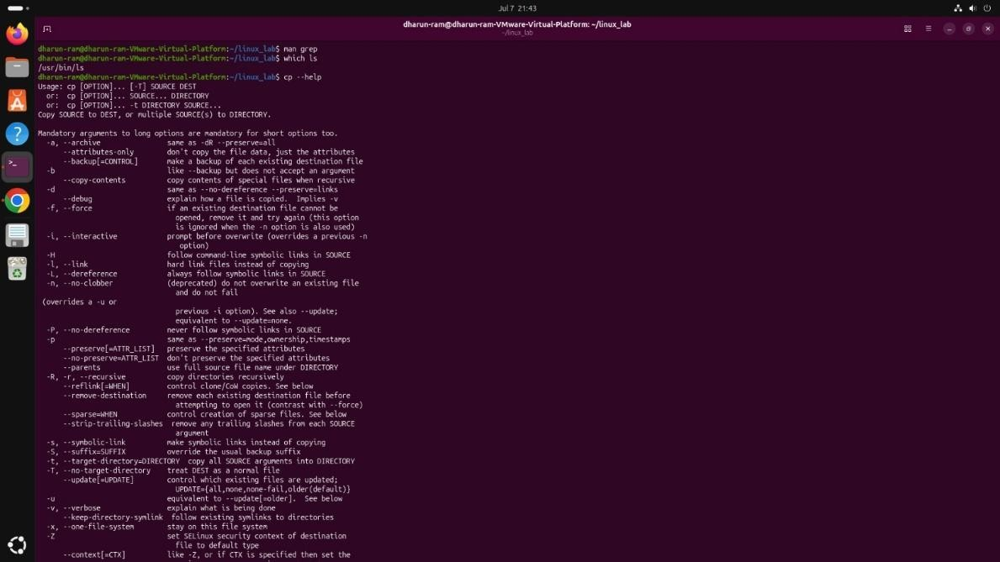 Jul 7 21:43
dharun-ram@dharun-ram-VMware-Virtual-Platform: ~/linux_lab
~/linux_lab
dharun-ram@dharun-ram-VMware-Virtual-Platform:~/linux_lab$ man grep
dharun-ram@dharun-ram-VMware-Virtual-Platform:~/linux_lab$ which ls
/usr/bin/ls
dharun-ram@dharun-ram-VMware-Virtual-Platform:~/linux_lab$ cp --help
Usage: cp [OPTION]... [-T] SOURCE DEST
  or:  cp [OPTION]... SOURCE... DIRECTORY
  or:  cp [OPTION]... -t DIRECTORY SOURCE...
Copy SOURCE to DEST, or multiple SOURCE(s) to DIRECTORY.
Mandatory arguments to long options are mandatory for short options too.
  -a, --archive                same as -dR --preserve=all
      --attributes-only        don't copy the file data, just the attributes
      --backup[=CONTROL]       make a backup of each existing destination file
  -b                           like --backup but does not accept an argument
      --copy-contents          copy contents of special files when recursive
  -d                           same as --no-dereference --preserve=links
      --debug                  explain how a file is copied.  Implies -v
  -f, --force                  if an existing destination file cannot be
                                 opened, remove it and try again (this option
                                 is ignored when the -n option is also used)
  -i, --interactive            prompt before overwrite (overrides a previous -n
                                  option)
  -H                           follow command-line symbolic links in SOURCE
  -l, --link                   hard link files instead of copying
  -L, --dereference            always follow symbolic links in SOURCE
  -n, --no-clobber             (deprecated) do not overwrite an existing file
                                 and do not fail
 (overrides a -u or
                                 previous -i option). See also --update;
                                 equivalent to --update=none.
  -P, --no-dereference         never follow symbolic links in SOURCE
  -p                           same as --preserve=mode,ownership,timestamps
      --preserve[=ATTR_LIST]   preserve the specified attributes
      --no-preserve=ATTR_LIST  don't preserve the specified attributes
      --parents                use full source file name under DIRECTORY
  -R, -r, --recursive          copy directories recursively
      --reflink[=WHEN]         control clone/CoW copies. See below
      --remove-destination     remove each existing destination file before
                                 attempting to open it (contrast with --force)
      --sparse=WHEN            control creation of sparse files. See below
      --strip-trailing-slashes  remove any trailing slashes from each SOURCE
                                 argument
  -s, --symbolic-link          make symbolic links instead of copying
  -S, --suffix=SUFFIX          override the usual backup suffix
  -t, --target-directory=DIRECTORY  copy all SOURCE arguments into DIRECTORY
  -T, --no-target-directory    treat DEST as a normal file
      --update[=UPDATE]        control which existing files are updated;
                                 UPDATE={all,none,none-fail,older(default)}
  -u                           equivalent to --update[=older].  See below
  -v, --verbose                explain what is being done
      --keep-directory-symlink  follow existing symlinks to directories
  -x, --one-file-system        stay on this file system
  -Z                           set SELinux security context of destination
                                 file to default type
      --context[=CTX]          like -Z, or if CTX is specified then set the